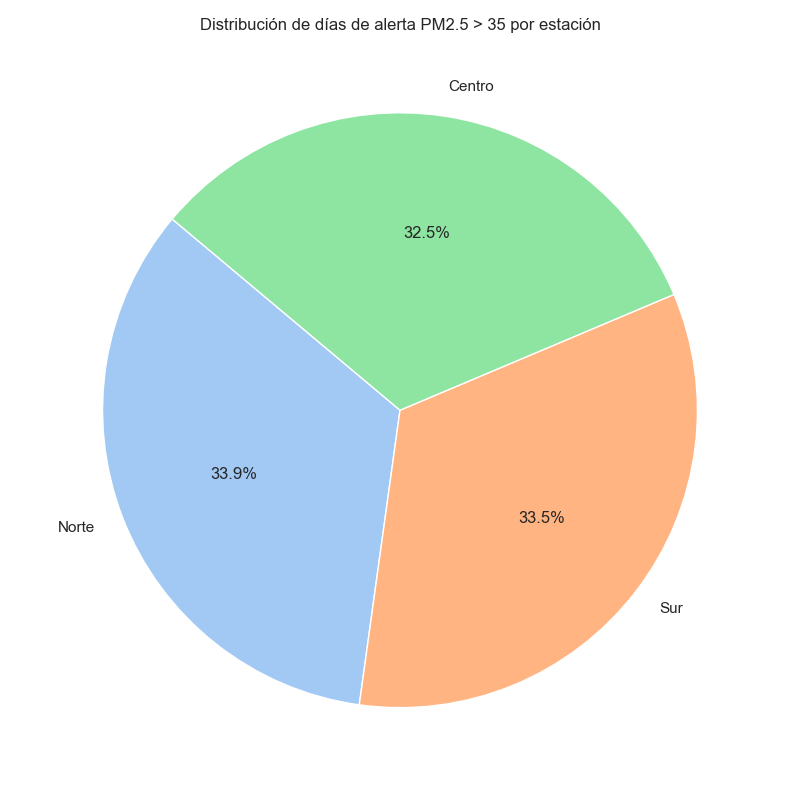 Distribución de días de alerta PM2.5 > 35 por estación
Centro
32.5%
33.9%
33.5%
Norte
Sur